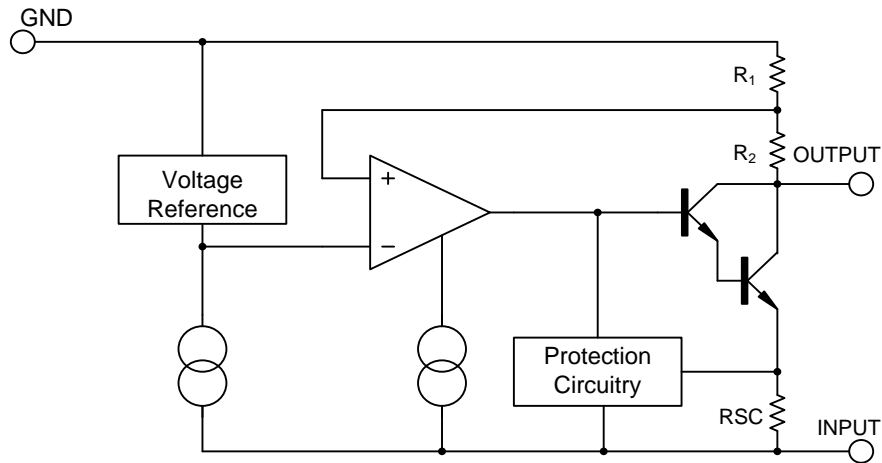 GND
R1
R2
OUTPUT
Voltage
Reference
+
−
Protection
Circuitry
RSC
INPUT